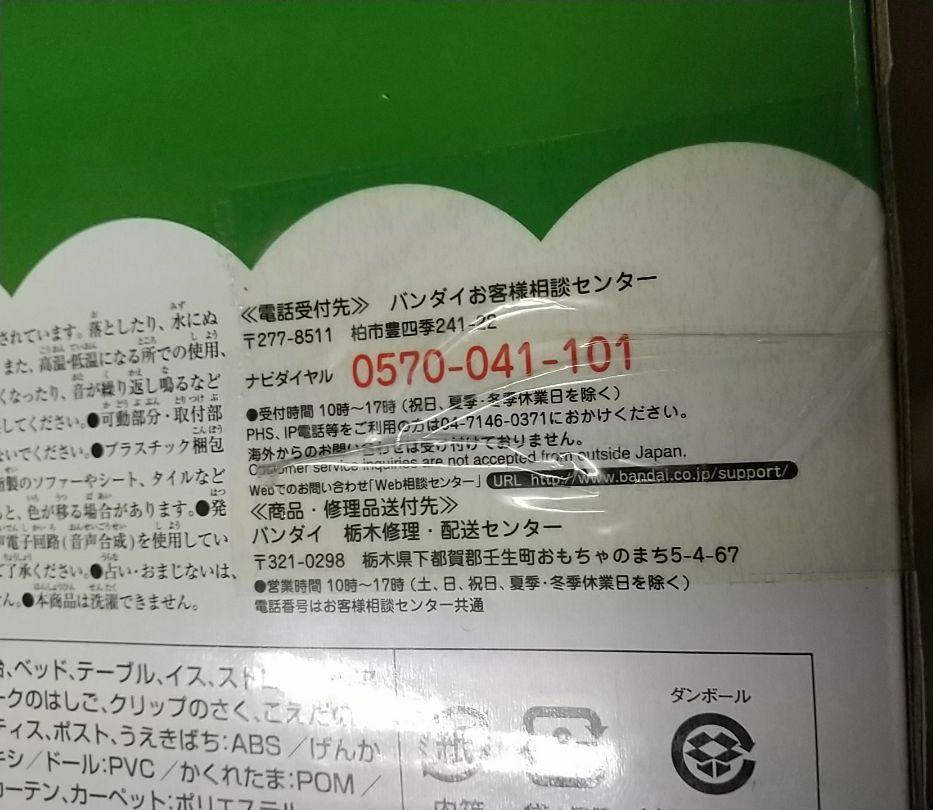 されています。落としたり、水にぬ
また、高温・低温になる所での使用、
くなったり、音が繰り返し鳴るなど
してください。●可動部分・取付部
ないでください。●プラスチック梱包
製のソファーやシート、タイルなど
と、色が移る場合があります。●発
声電子回路(音声合成)を使用してい
ご了承ください。●占い・おまじないは、
ん。●本商品は洗濯できません。
≪電話受付先≫ バンダイお客様相談センター
〒277-8511 柏市豊四季241-22
ナビダイヤル 0570-041-101
●受付時間 10時〜17時(祝日、夏季・冬季休業日を除く)
PHS、IP電話等をご利用の方は04-7146-0371におかけください。
海外からのお問い合わせは受け付けておりません。
Customer service inquiries are not accepted from outside Japan.
Webでのお問い合わせ「Web相談センター」 URL http://www.bandai.co.jp/support/
≪商品・修理品送付先≫
バンダイ 栃木修理・配送センター
〒321-0298 栃木県下都賀郡壬生町おもちゃのまち5-4-67
●営業時間 10時〜17時(土、日、祝日、夏季・冬季休業日を除く)
電話番号はお客様相談センター共通
、ベッド、テーブル、イス、スト
ークのはしご、クリップのさく、こえだ
ティス、ポスト、うえきばち:ABS/げんか
キシ/ドール:PVC/かくれたま:POM/
カーテン、カーペット:ポリエステル
紙
ダンボール